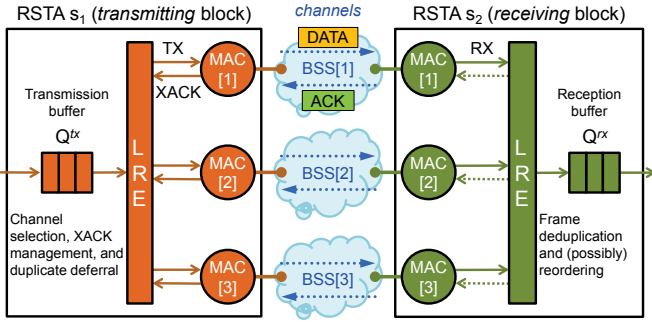 RSTA s1 (transmitting block)
channels
RSTA s2 (receiving block)
TX
XACK
MAC
[1]
DATA
BSS[1]
ACK
MAC
[1]
RX
Transmission
buffer
Qtx
LRE
MAC
[2]
BSS[2]
MAC
[2]
LRE
Reception
buffer
Qrx
Channel
selection, XACK
management, and
duplicate deferral
MAC
[3]
BSS[3]
MAC
[3]
Frame
deduplication
and (possibly)
reordering